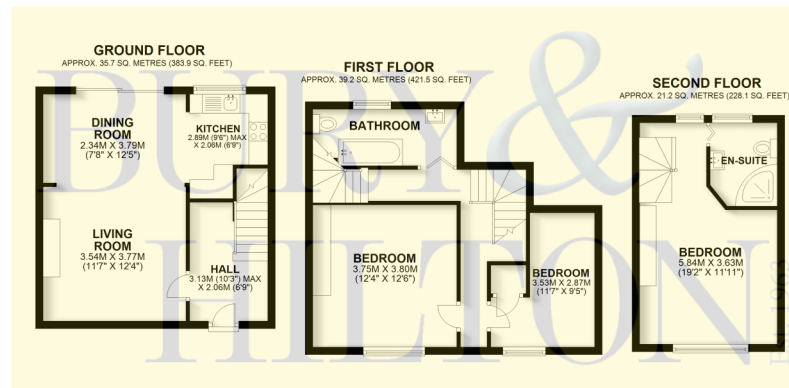 GROUND FLOOR
APPROX. 35.7 SQ. METRES (383.9 SQ. FEET)
DINING
ROOM
2.34M X 3.79M
(7'8" X 12'5")
KITCHEN
2.89M (9'6") MAX
X 2.06M (6'9")
LIVING
ROOM
3.54M X 3.77M
(11'7" X 12'4")
HALL
3.13M (10'3") MAX
X 2.06M (6'9")
FIRST FLOOR
APPROX. 39.2 SQ. METRES (421.5 SQ. FEET)
BATHROOM
BEDROOM
3.75M X 3.80M
(12'4" X 12'6")
BEDROOM
3.53M X 2.87M
(11'7" X 9'5")
SECOND FLOOR
APPROX. 21.2 SQ. METRES (228.1 SQ. FEET)
EN-SUITE
BEDROOM
5.84M X 3.63M
(19'2" X 11'11")
BURY &
HILTON
Est. 1963